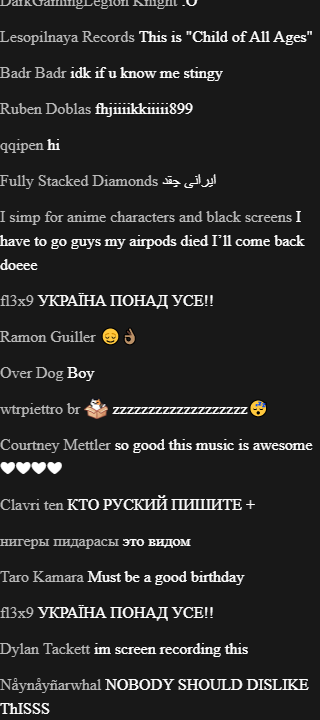 DarkGamingLegion Knight .O
Lesopilnaya Records This is "Child of All Ages"
Badr Badr idk if u know me stingy
Ruben Doblas fhjiiiikkiiiii899
qqipen hi
Fully Stacked Diamonds ایرانی چقد
I simp for anime characters and black screens I
have to go guys my airpods died I’ll come back
doeee
fl3x9 УКРАЇНА ПОНАД УСЕ!!
Ramon Guiller 😔👌🏽
Over Dog Boy
wtrpiettro br zzzzzzzzzzzzzzzzzzz😴
Courtney Mettler so good this music is awesome
🤍🤍🤍🤍
Clavri ten КТО РУСКИЙ ПИШИТЕ +
нигеры пидарасы это видом
Taro Kamara Must be a good birthday
fl3x9 УКРАЇНА ПОНАД УСЕ!!
Dylan Tackett im screen recording this
Nåynåyñarwhal NOBODY SHOULD DISLIKE
ThISSS